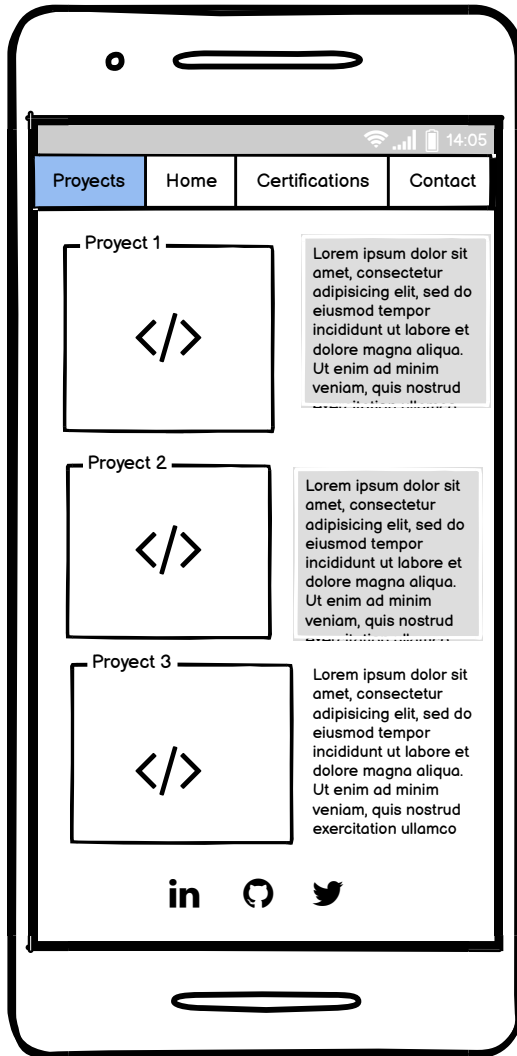 14:05
Proyects Home Certifications Contact
Proyect 1
Lorem ipsum dolor sit
amet, consectetur
adipisicing elit, sed do
eiusmod tempor
incididunt ut labore et
dolore magna aliqua.
Ut enim ad minim
veniam, quis nostrud
</>
Proyect 2
Lorem ipsum dolor sit
amet, consectetur
adipisicing elit, sed do
eiusmod tempor
incididunt ut labore et
dolore magna aliqua.
Ut enim ad minim
veniam, quis nostrud
</>
Proyect 3
Lorem ipsum dolor sit
amet, consectetur
adipisicing elit, sed do
eiusmod tempor
incididunt ut labore et
dolore magna aliqua.
Ut enim ad minim
veniam, quis nostrud
exercitation ullamco
</>
in